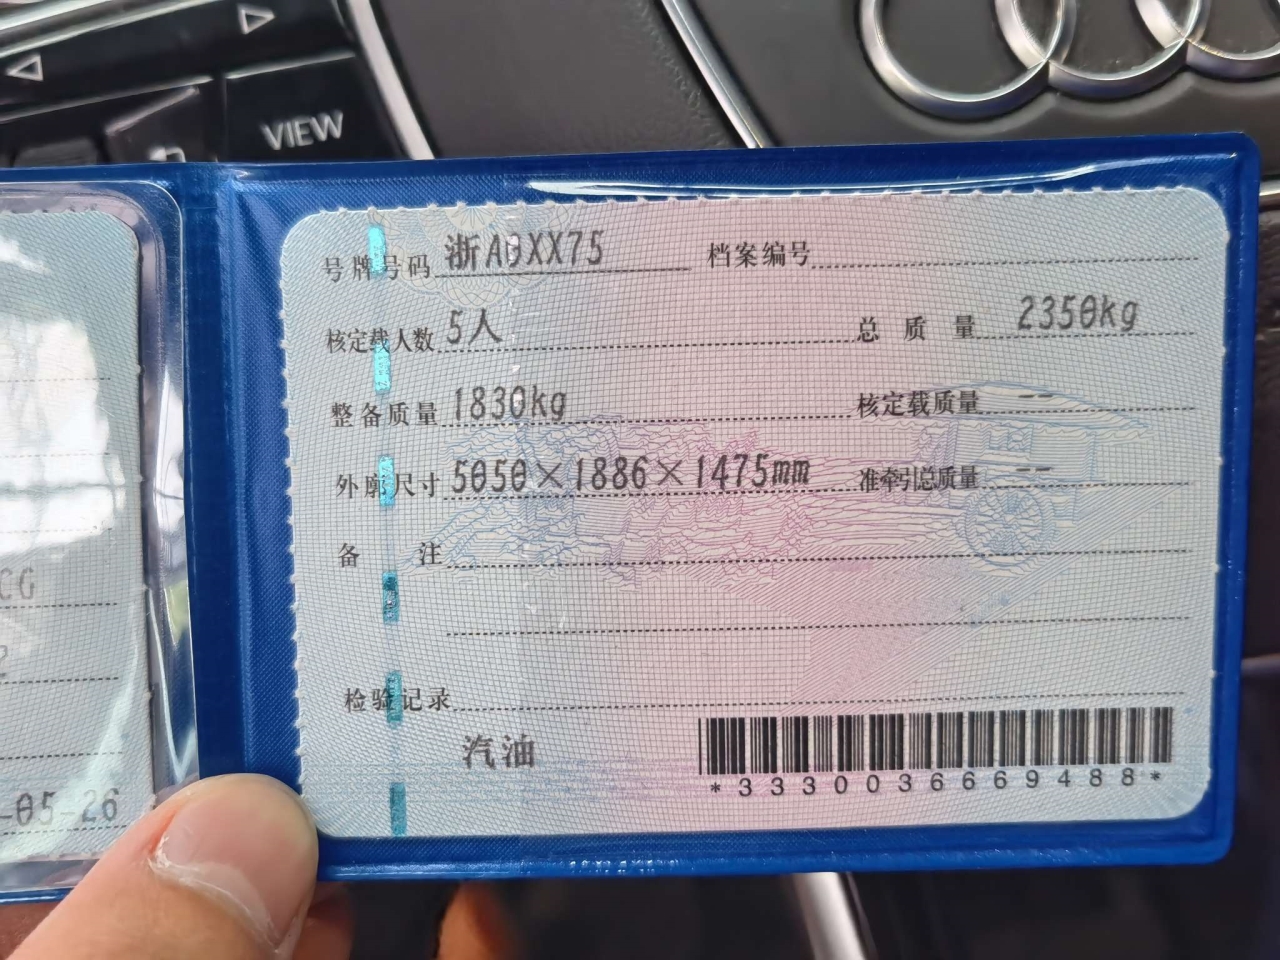 VIEW
号牌号码 浙A0XX75 档案编号
核定载人数 5人 总质量 2350kg
整备质量 1830kg 核定载质量 --
外廓尺寸 5050×1886×1475mm 准牵引总质量 --
备注
检验记录
汽油
*3330036669488*
CG
2
-05-26